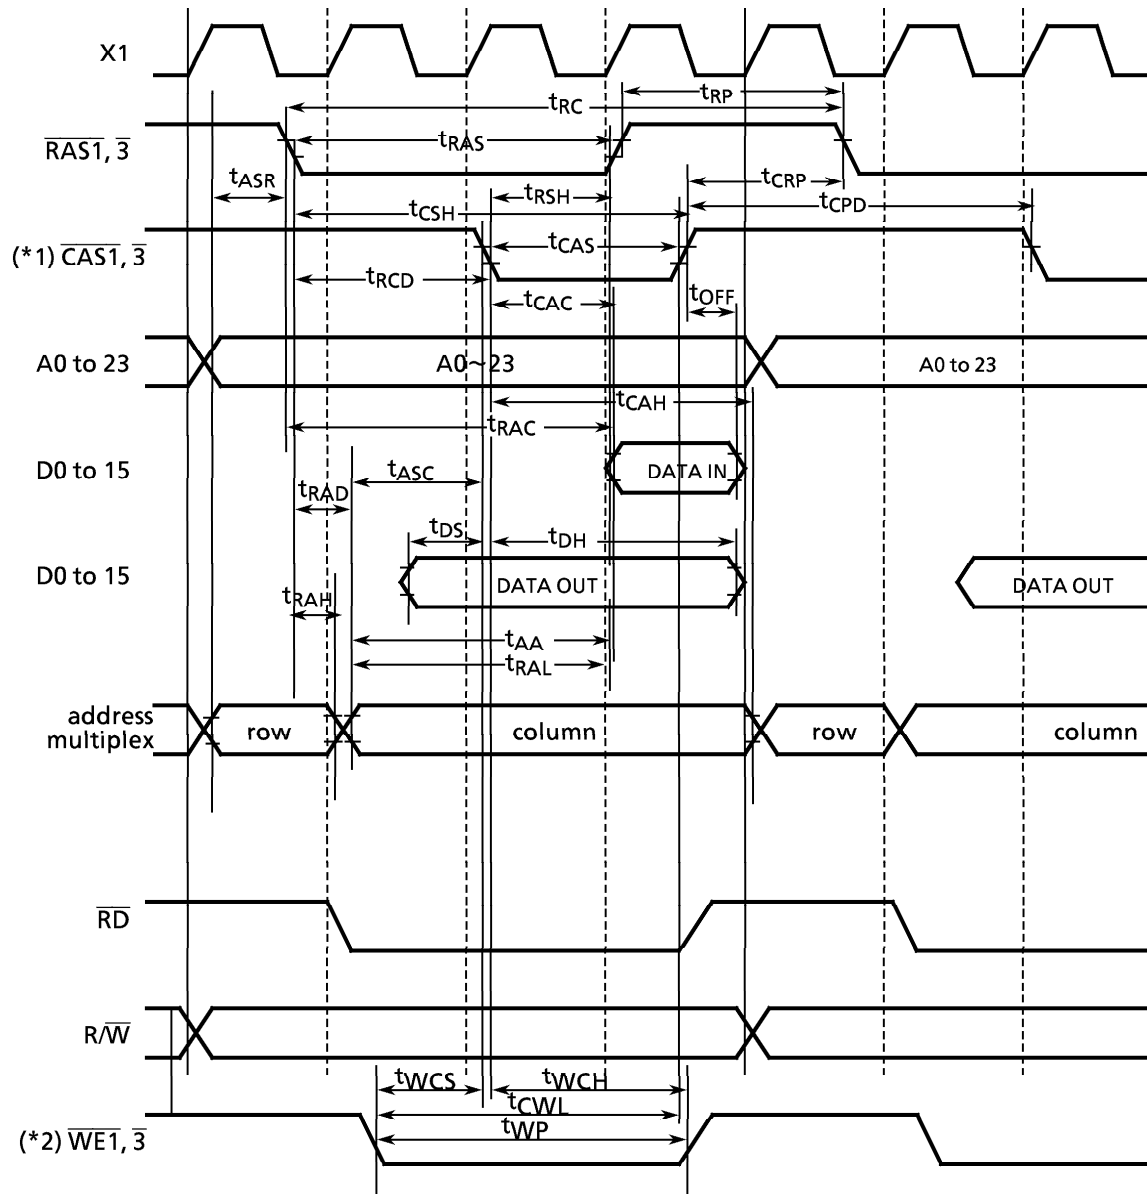 X1
tRP
tRC
RAS1, 3
tRAS
tASR
tRSH
tCRP
tCSH
tCPD
(*1) CAS1, 3
tCAS
tRCD
tOFF
tCAC
A0 to 23
A0~23
A0 to 23
tCAH
tRAC
D0 to 15
DATA IN
tASC
tRAD
tDS
tDH
D0 to 15
DATA OUT
DATA OUT
tRAH
tAA
tRAL
address
multiplex
row
column
row
column
RD
R/W
tWCS
tWCH
tCWL
tWP
(*2) WE1, 3